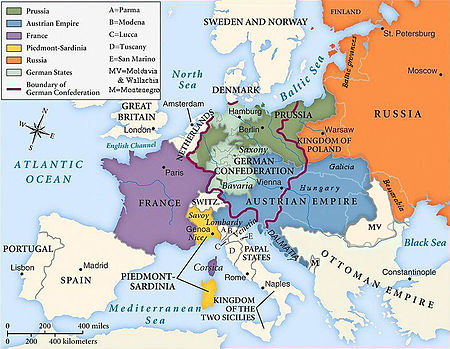 Prussia
Austrian Empire
France
Piedmont-Sardinia
Russia
German States
Boundary of
German Confederation
A=Parma
B=Modena
C=Lucca
D=Tuscany
E=San Marino
MV=Moldavia
& Wallachia
M=Montenegro
SWEDEN AND NORWAY
FINLAND
St. Petersburg
Baltic provinces
Moscow
North
Sea
Baltic Sea
DENMARK
RUSSIA
GREAT
BRITAIN
London
Amsterdam
NETHERLANDS
Hamburg
Berlin
PRUSSIA
Warsaw
KINGDOM OF
POLAND
English Channel
Saxony
GERMAN
CONFEDERATION
Galicia
ATLANTIC
OCEAN
Paris
Bavaria
Vienna
Hungary
Bessarabia
FRANCE
SWITZ.
AUSTRIAN EMPIRE
Savoy
Lombardy
Venetia
MV
Genoa
Nice
A
B
C
D
E
DALMATIA
Black Sea
PORTUGAL
Lisbon
Madrid
SPAIN
Corsica
PAPAL
STATES
Rome
M
OTTOMAN EMPIRE
Constantinople
PIEDMONT-
SARDINIA
Naples
KINGDOM
OF THE
TWO SICILIES
Mediterranean
Sea
0 200 400 miles
0 200 400 kilometers